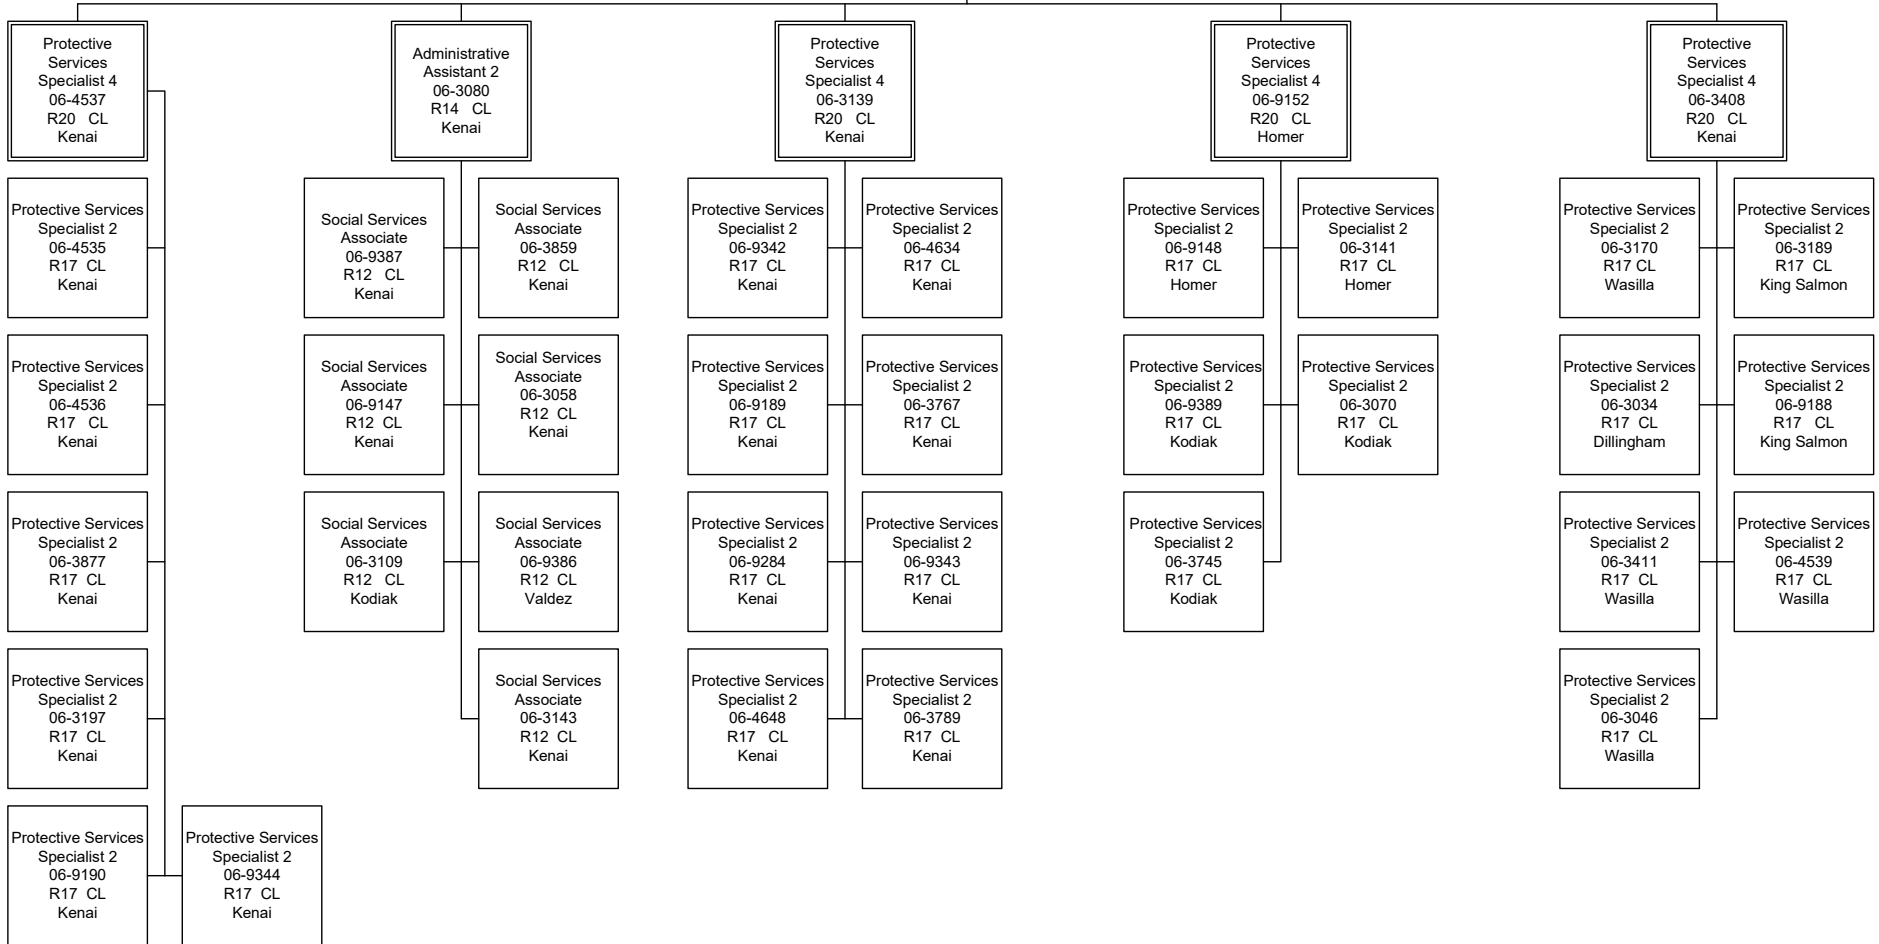 Protective
Services
Specialist 4
06-4537
R20 CL
Kenai
Administrative
Assistant 2
06-3080
R14 CL
Kenai
Protective
Services
Specialist 4
06-3139
R20 CL
Kenai
Protective
Services
Specialist 4
06-9152
R20 CL
Homer
Protective
Services
Specialist 4
06-3408
R20 CL
Kenai
Protective Services
Specialist 2
06-4535
R17 CL
Kenai
Social Services
Associate
06-9387
R12 CL
Kenai
Social Services
Associate
06-3859
R12 CL
Kenai
Protective Services
Specialist 2
06-9342
R17 CL
Kenai
Protective Services
Specialist 2
06-4634
R17 CL
Kenai
Protective Services
Specialist 2
06-9148
R17 CL
Homer
Protective Services
Specialist 2
06-3141
R17 CL
Homer
Protective Services
Specialist 2
06-3170
R17 CL
Wasilla
Protective Services
Specialist 2
06-3189
R17 CL
King Salmon
Protective Services
Specialist 2
06-4536
R17 CL
Kenai
Social Services
Associate
06-9147
R12 CL
Kenai
Social Services
Associate
06-3058
R12 CL
Kenai
Protective Services
Specialist 2
06-9189
R17 CL
Kenai
Protective Services
Specialist 2
06-3767
R17 CL
Kenai
Protective Services
Specialist 2
06-9389
R17 CL
Kodiak
Protective Services
Specialist 2
06-3070
R17 CL
Kodiak
Protective Services
Specialist 2
06-3034
R17 CL
Dillingham
Protective Services
Specialist 2
06-9188
R17 CL
King Salmon
Protective Services
Specialist 2
06-3877
R17 CL
Kenai
Social Services
Associate
06-3109
R12 CL
Kodiak
Social Services
Associate
06-9386
R12 CL
Valdez
Protective Services
Specialist 2
06-9284
R17 CL
Kenai
Protective Services
Specialist 2
06-9343
R17 CL
Kenai
Protective Services
Specialist 2
06-3745
R17 CL
Kodiak
Protective Services
Specialist 2
06-3411
R17 CL
Wasilla
Protective Services
Specialist 2
06-4539
R17 CL
Wasilla
Protective Services
Specialist 2
06-3197
R17 CL
Kenai
Social Services
Associate
06-3143
R12 CL
Kenai
Protective Services
Specialist 2
06-4648
R17 CL
Kenai
Protective Services
Specialist 2
06-3789
R17 CL
Kenai
Protective Services
Specialist 2
06-3046
R17 CL
Wasilla
Protective Services
Specialist 2
06-9190
R17 CL
Kenai
Protective Services
Specialist 2
06-9344
R17 CL
Kenai